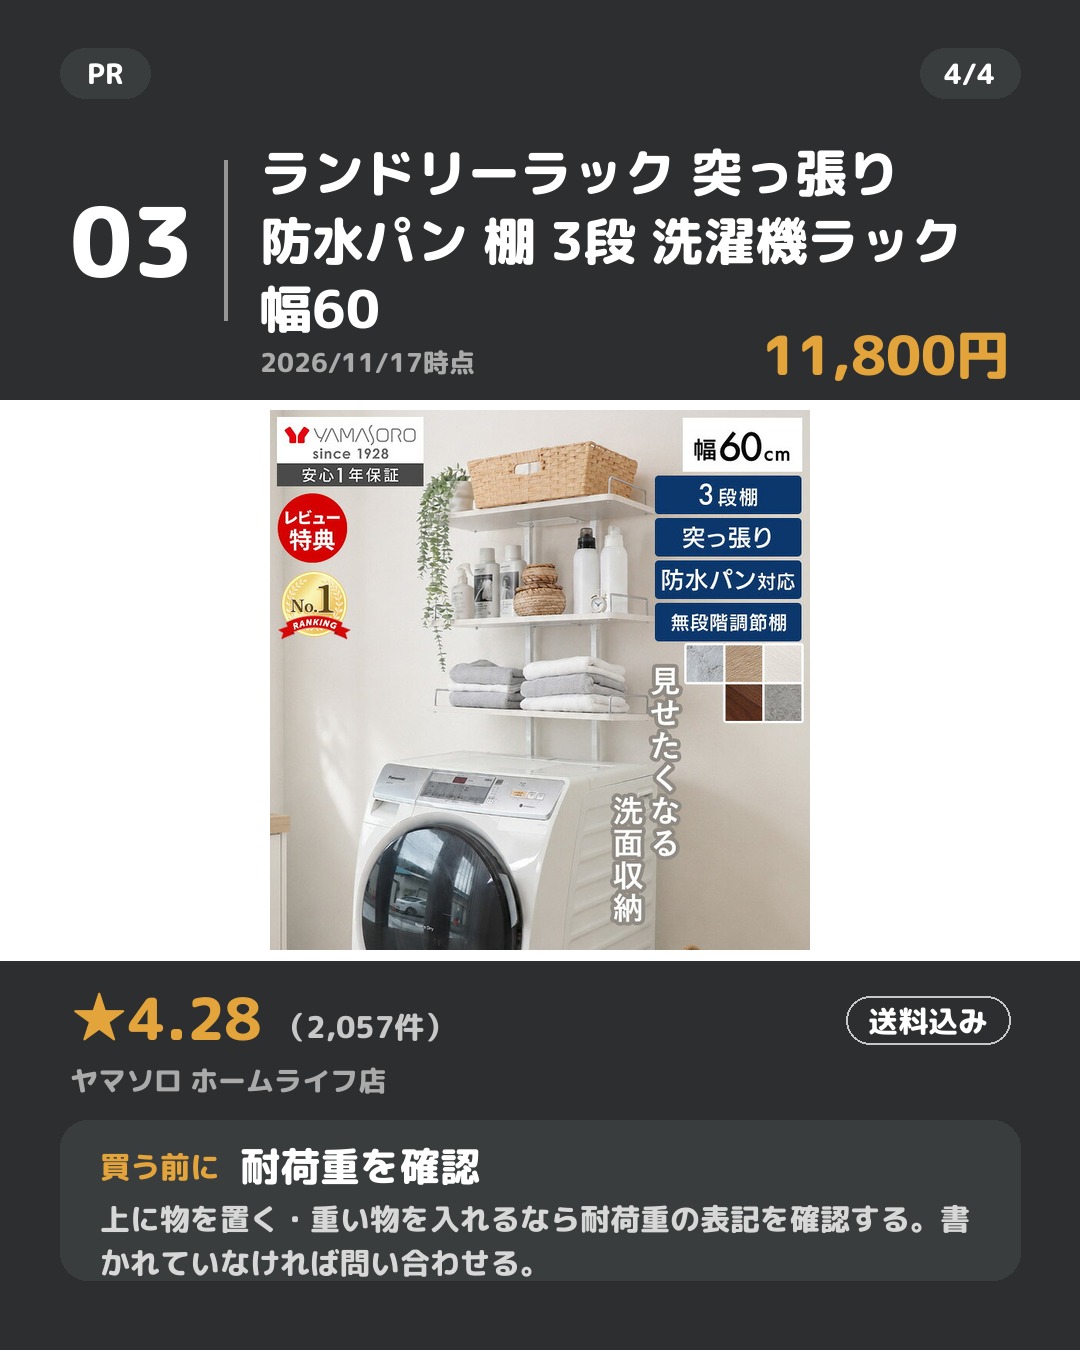 PR
4/4
03
ランドリーラック 突っ張り
防水パン 棚 3段 洗濯機ラック
幅60
2026/11/17時点
11,800円
YAMASORO
since 1928
安心1年保証
レビュー
特典
No.1
RANKING
幅60cm
3段棚
突っ張り
防水パン対応
無段階調節棚
見せたくなる
洗面収納
Panasonic
★4.28 (2,057件)
送料込み
ヤマソロ ホームライフ店
買う前に 耐荷重を確認
上に物を置く・重い物を入れるなら耐荷重の表記を確認する。書
かれていなければ問い合わせる。